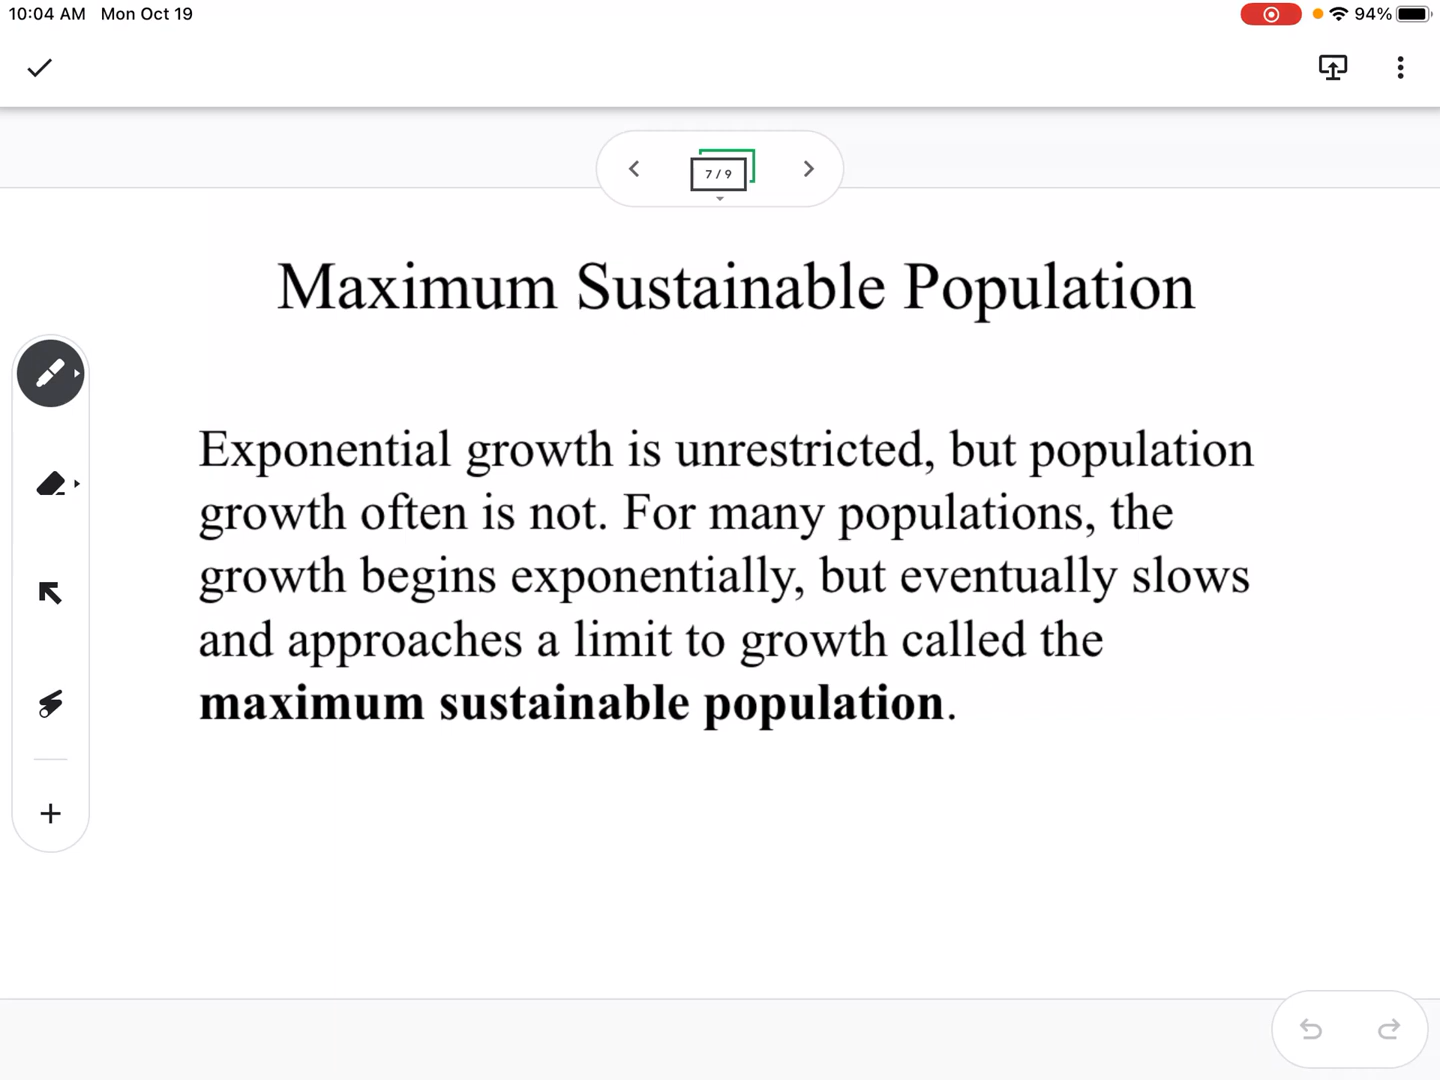 10:04 AM Mon Oct 19 94%
7 / 9
Maximum Sustainable Population
Exponential growth is unrestricted, but population
growth often is not. For many populations, the
growth begins exponentially, but eventually slows
and approaches a limit to growth called the
maximum sustainable population.